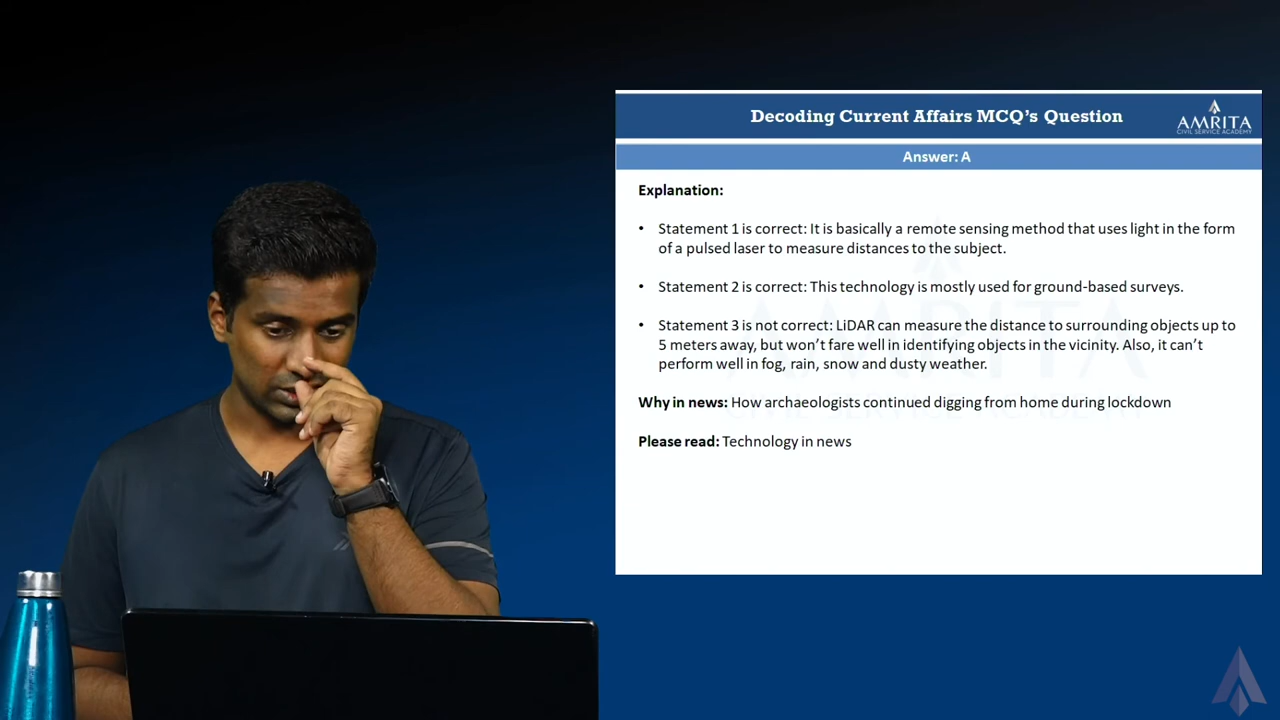 Decoding Current Affairs MCQ's Question
AMRITA
CIVIL SERVICE ACADEMY
Answer: A
Explanation:
• Statement 1 is correct: It is basically a remote sensing method that uses light in the form
of a pulsed laser to measure distances to the subject.
• Statement 2 is correct: This technology is mostly used for ground-based surveys.
• Statement 3 is not correct: LiDAR can measure the distance to surrounding objects up to
5 meters away, but won't fare well in identifying objects in the vicinity. Also, it can't
perform well in fog, rain, snow and dusty weather.
Why in news: How archaeologists continued digging from home during lockdown
Please read: Technology in news